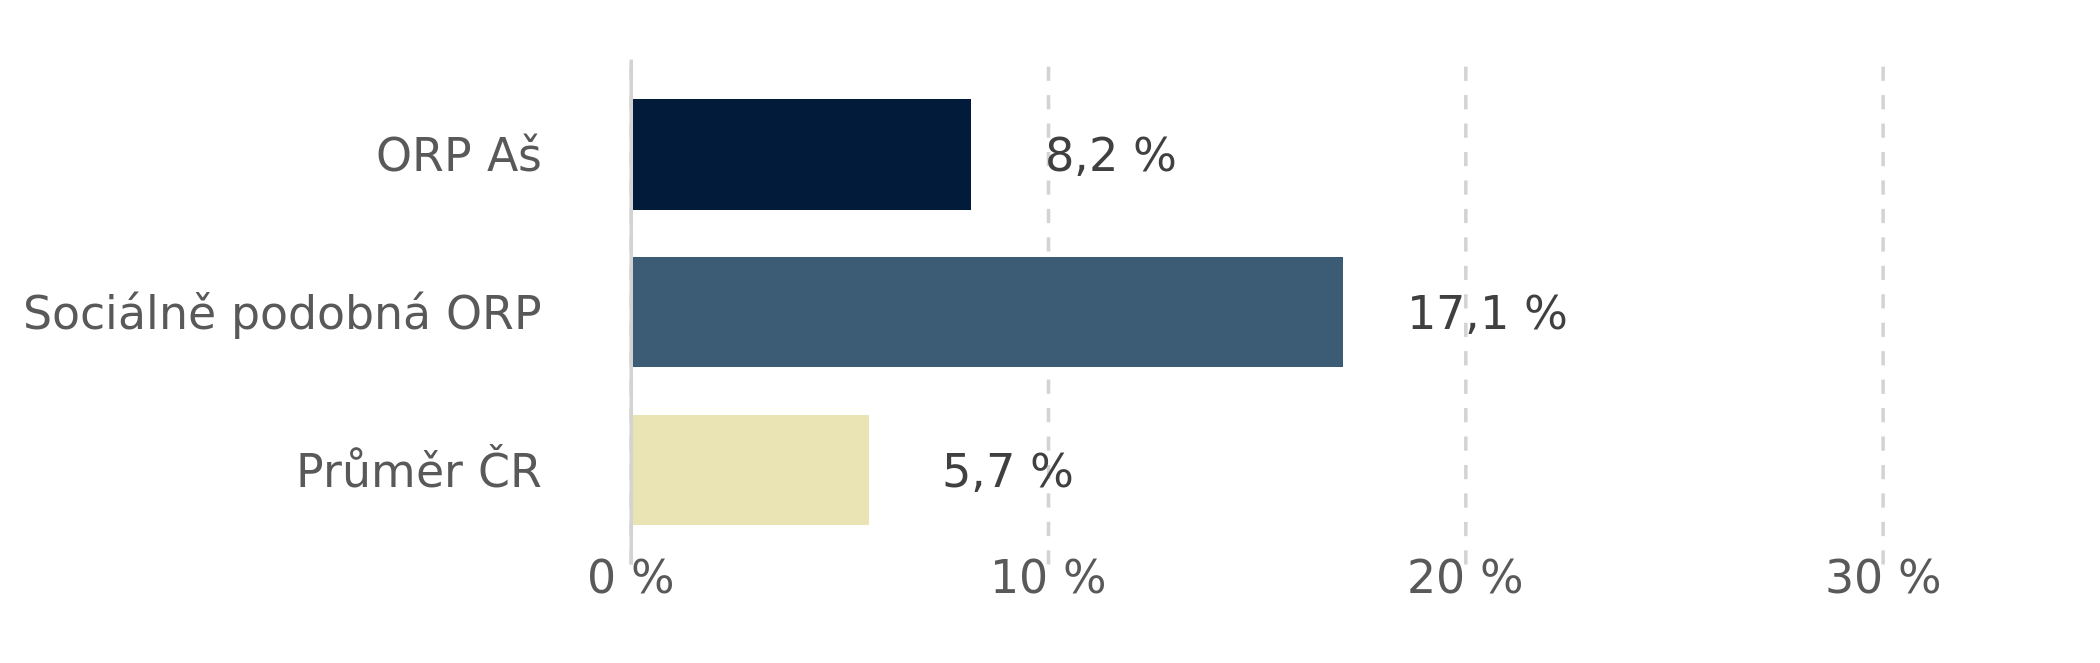 ORP Aš 8,2 %
Sociálně podobná ORP 17,1 %
Průměr ČR 5,7 %
0 % 10 % 20 % 30 %